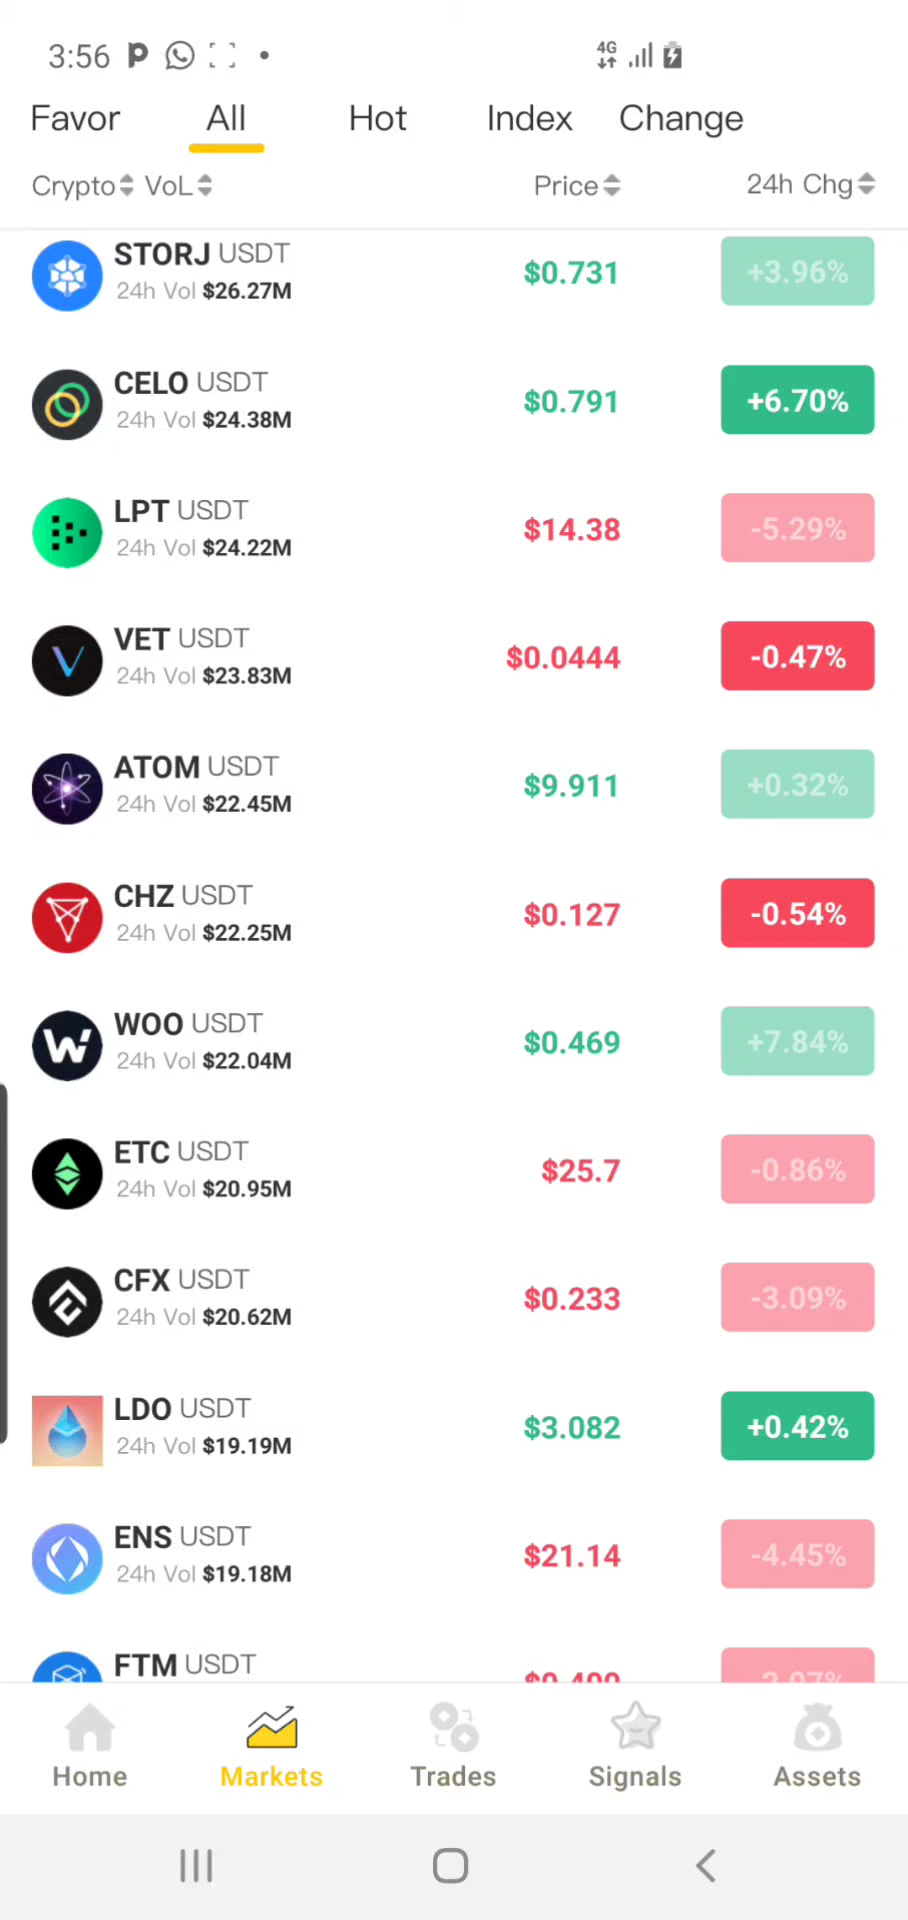 3:56
4G
Favor All Hot Index Change
Crypto VoL Price 24h Chg
STORJ USDT
24h Vol $26.27M
$0.731 +3.96%
CELO USDT
24h Vol $24.38M
$0.791 +6.70%
LPT USDT
24h Vol $24.22M
$14.38 -5.29%
VET USDT
24h Vol $23.83M
$0.0444 -0.47%
ATOM USDT
24h Vol $22.45M
$9.911 +0.32%
CHZ USDT
24h Vol $22.25M
$0.127 -0.54%
WOO USDT
24h Vol $22.04M
$0.469 +7.84%
ETC USDT
24h Vol $20.95M
$25.7 -0.86%
CFX USDT
24h Vol $20.62M
$0.233 -3.09%
LDO USDT
24h Vol $19.19M
$3.082 +0.42%
ENS USDT
24h Vol $19.18M
$21.14 -4.45%
FTM USDT
Home Markets Trades Signals Assets